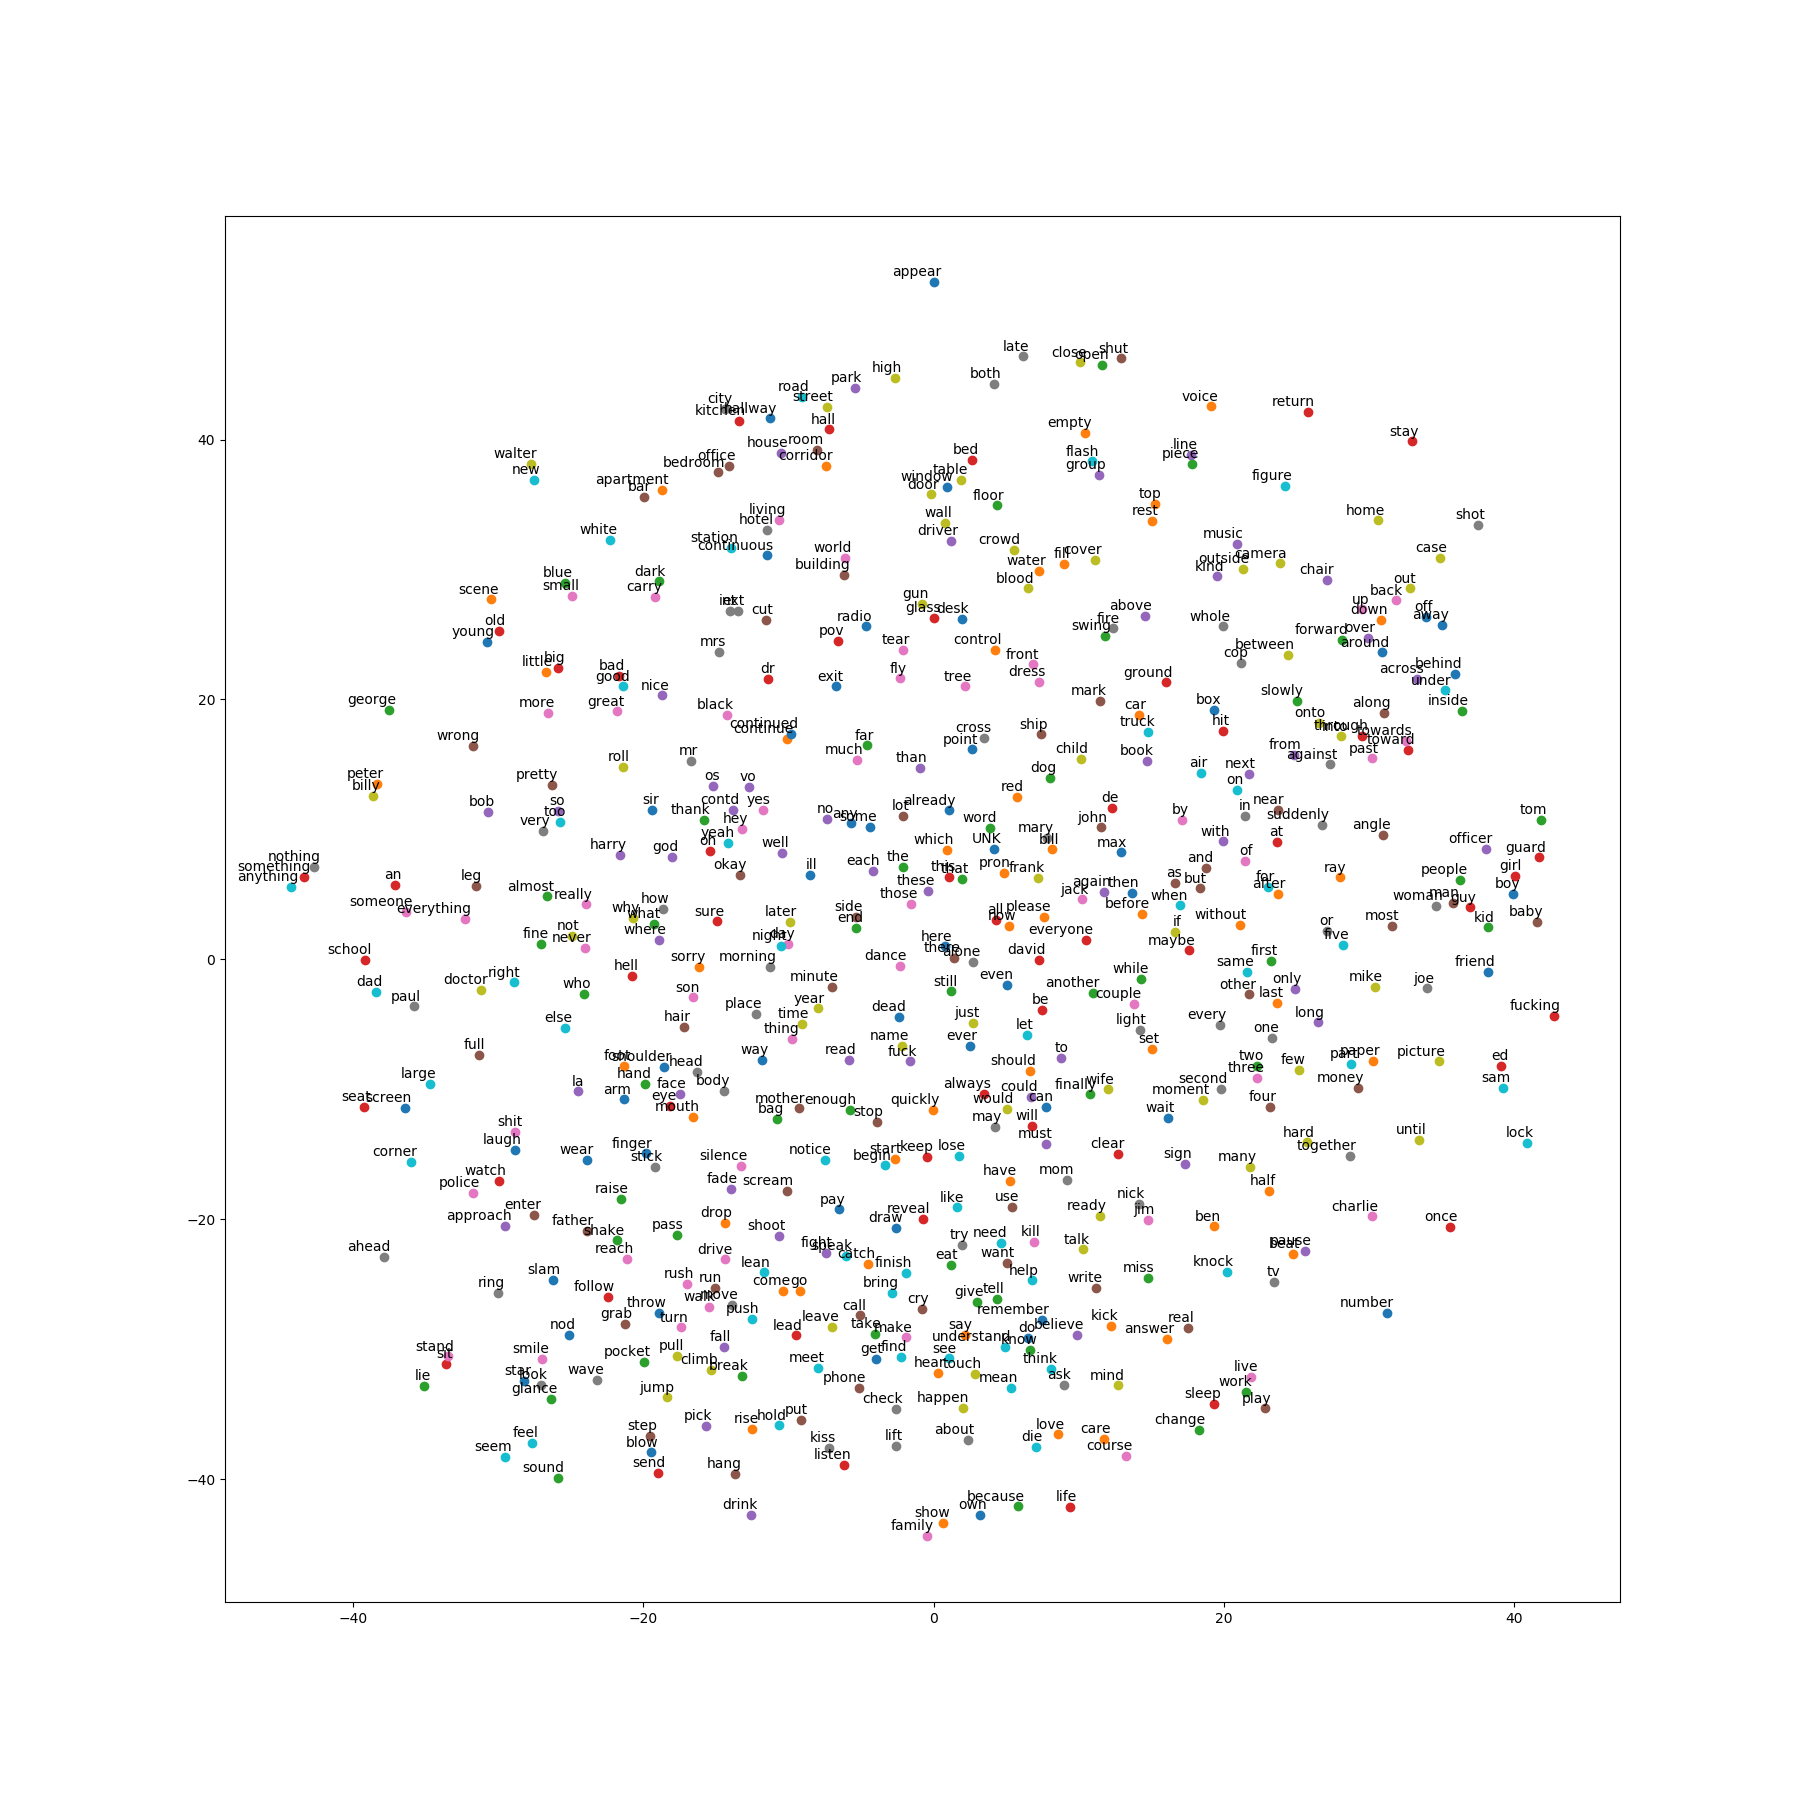 appear
late
close
open
shut
both
high
park
road
street
city
kitchen
hallway
hall
voice
return
stay
empty
house
room
corridor
office
bedroom
apartment
bar
walter
new
bed
table
window
door
floor
flash
group
line
piece
figure
top
rest
home
shot
living
hotel
wall
driver
white
station
continuous
world
building
crowd
water
fill
cover
blood
music
outside
camera
kind
chair
case
out
back
up
down
off
away
blue
small
dark
carry
scene
int
ext
cut
gun
glass
desk
radio
pov
above
fire
swing
whole
forward
over
around
old
young
mrs
tear
control
front
dress
between
cop
across
behind
under
inside
little
big
bad
good
nice
great
more
dr
exit
fly
tree
ground
mark
slowly
along
george
black
continued
continue
car
truck
box
hit
onto
through
into
towards
toward
past
wrong
far
much
cross
point
ship
roll
mr
than
child
dog
book
air
next
on
from
against
peter
billy
pretty
bob
so
too
very
os
vo
sir
thank
contd
yes
hey
yeah
oh
no
any
some
already
lot
red
word
de
john
mary
bill
by
in
near
suddenly
angle
tom
officer
guard
harry
god
well
which
UNK
max
with
at
of
nothing
something
anything
an
leg
okay
ill
each
the
this
that
pron
frank
and
as
but
for
after
ray
people
girl
boy
almost
really
these
those
again
then
jack
when
woman
man
guy
kid
baby
someone
everything
how
why
what
where
sure
later
side
end
all
now
please
before
if
without
or
five
most
not
never
fine
night
day
here
there
alone
everyone
maybe
school
hell
sorry
morning
dance
david
first
same
friend
dad
paul
doctor
right
who
son
minute
still
even
another
while
couple
other
only
last
mike
joe
fucking
else
hair
place
year
time
thing
dead
just
be
light
every
long
one
full
way
read
name
fuck
ever
let
to
set
foot
shoulder
head
should
two
three
few
part
paper
picture
ed
sam
large
la
hand
arm
face
eye
mouth
body
always
could
can
finally
wife
second
moment
money
four
seat
screen
mother
bag
enough
stop
quickly
would
may
will
must
wait
shit
laugh
hard
together
until
lock
corner
wear
finger
stick
silence
notice
start
begin
keep
lose
clear
sign
many
watch
police
fade
scream
have
mom
half
raise
enter
approach
pay
draw
reveal
like
use
ready
nick
jim
ben
charlie
once
father
shake
pass
drop
shoot
reach
drive
fight
speak
catch
finish
try
need
kill
want
talk
pause
beat
ahead
slam
lean
eat
help
miss
knock
tv
ring
follow
rush
run
come
go
bring
give
tell
write
number
throw
grab
walk
move
push
turn
call
cry
remember
kick
nod
lead
leave
take
make
say
understand
do
know
believe
answer
real
fall
stand
sit
smile
pocket
pull
climb
break
meet
get
find
see
hear
touch
think
lie
star
look
glance
wave
phone
mean
ask
mind
live
work
sleep
play
jump
check
happen
change
step
pick
rise
hold
put
feel
seem
blow
kiss
listen
lift
about
love
die
care
course
sound
send
hang
drink
because
life
show
own
family
40
20
0
−20
−40
−40 −20 0 20 40